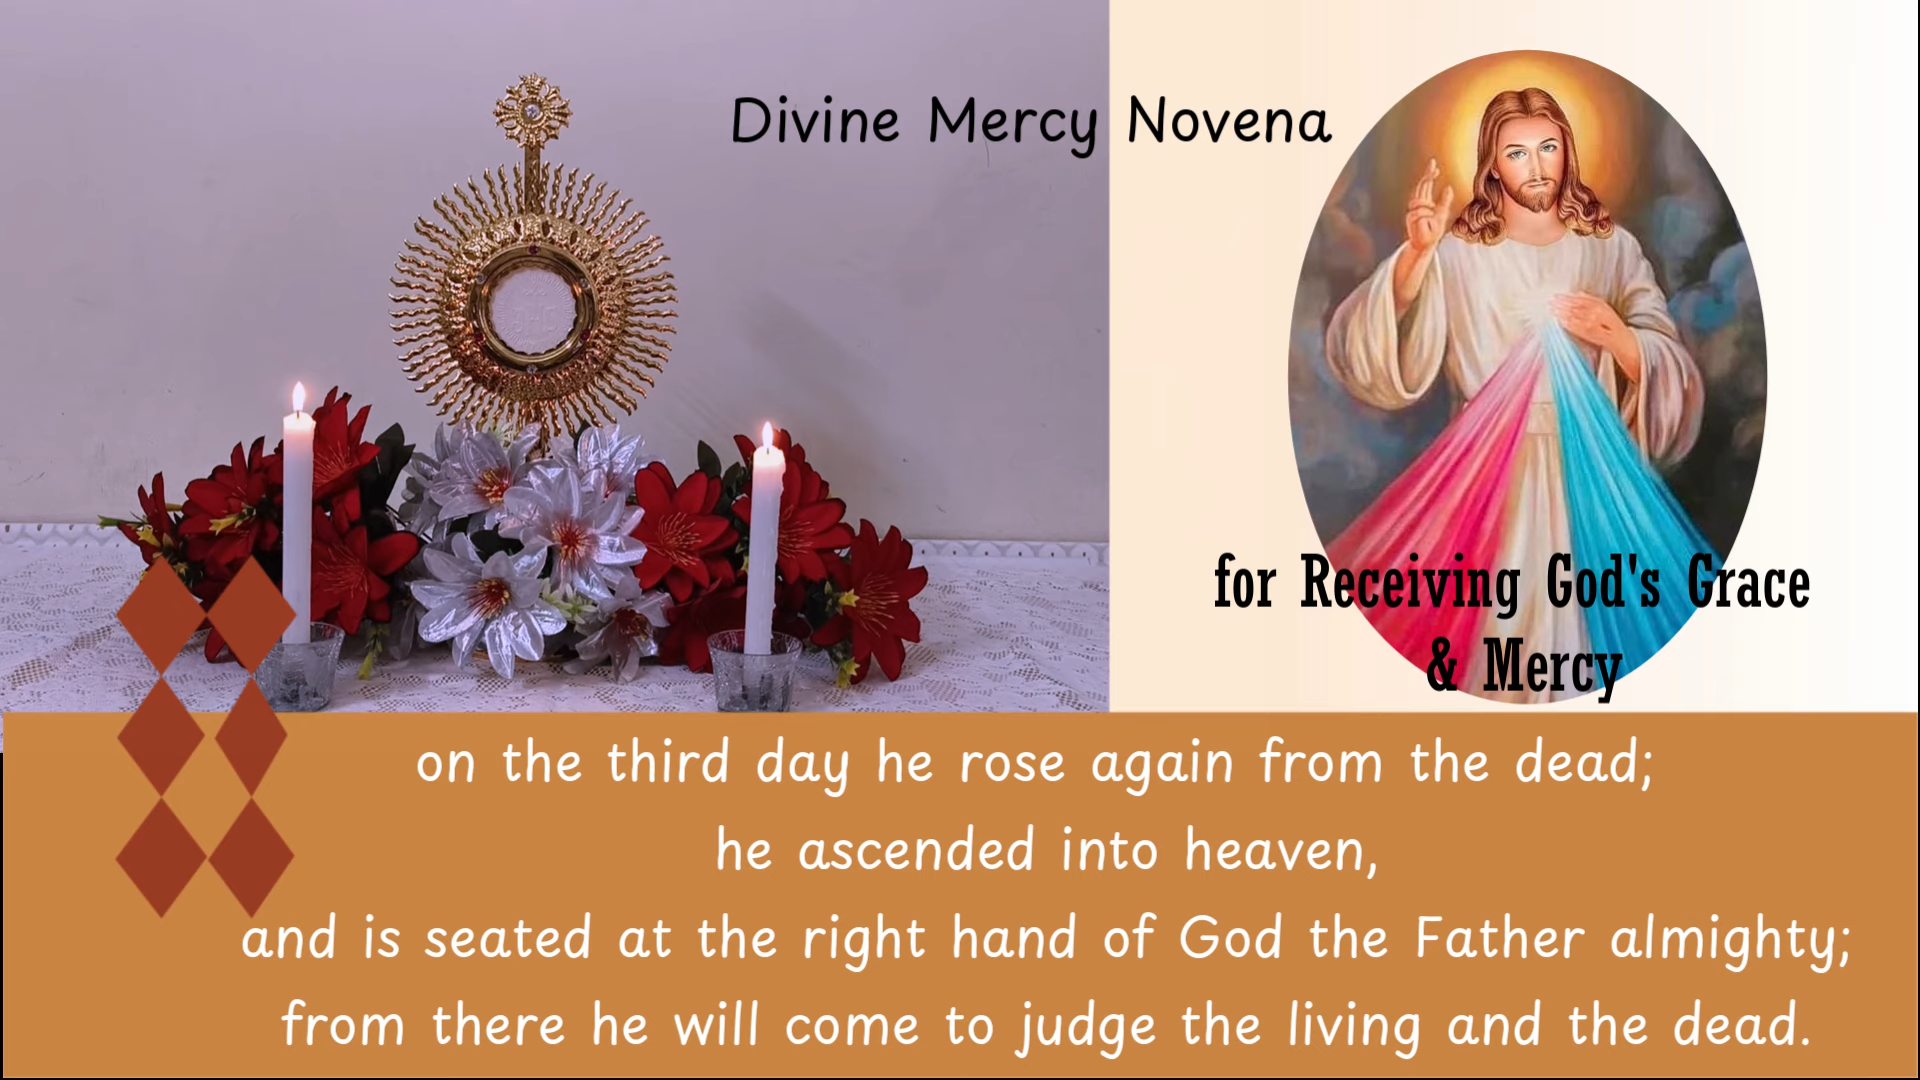 Divine Mercy Novena
for Receiving God's Grace
& Mercy
on the third day he rose again from the dead;
he ascended into heaven,
and is seated at the right hand of God the Father almighty;
from there he will come to judge the living and the dead.